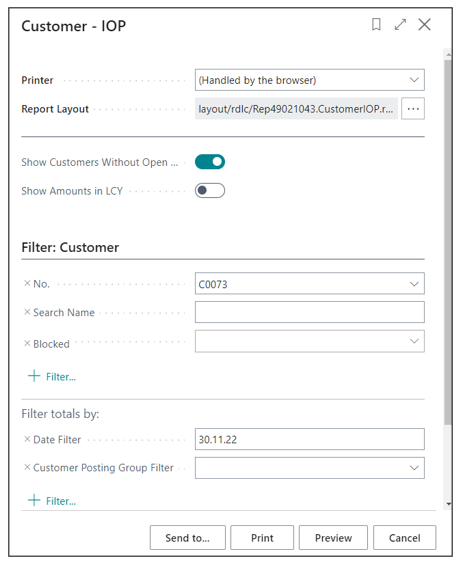 Customer - IOP
Printer (Handled by the browser)
Report Layout layout/rdlc/Rep49021043.CustomerIOP.r... ...
Show Customers Without Open ...
Show Amounts in LCY
Filter: Customer
× No. C0073
× Search Name
× Blocked
+ Filter...
Filter totals by:
× Date Filter 30.11.22
× Customer Posting Group Filter
+ Filter...
Send to... Print Preview Cancel